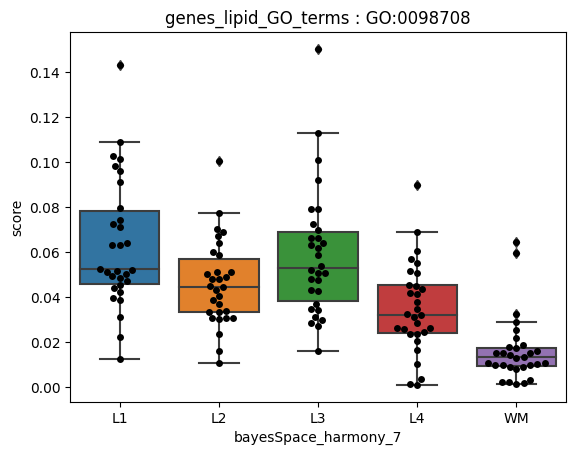 genes_lipid_GO_terms : GO:0098708
score
0.14
0.12
0.10
0.08
0.06
0.04
0.02
0.00
L1 L2 L3 L4 WM
bayesSpace_harmony_7